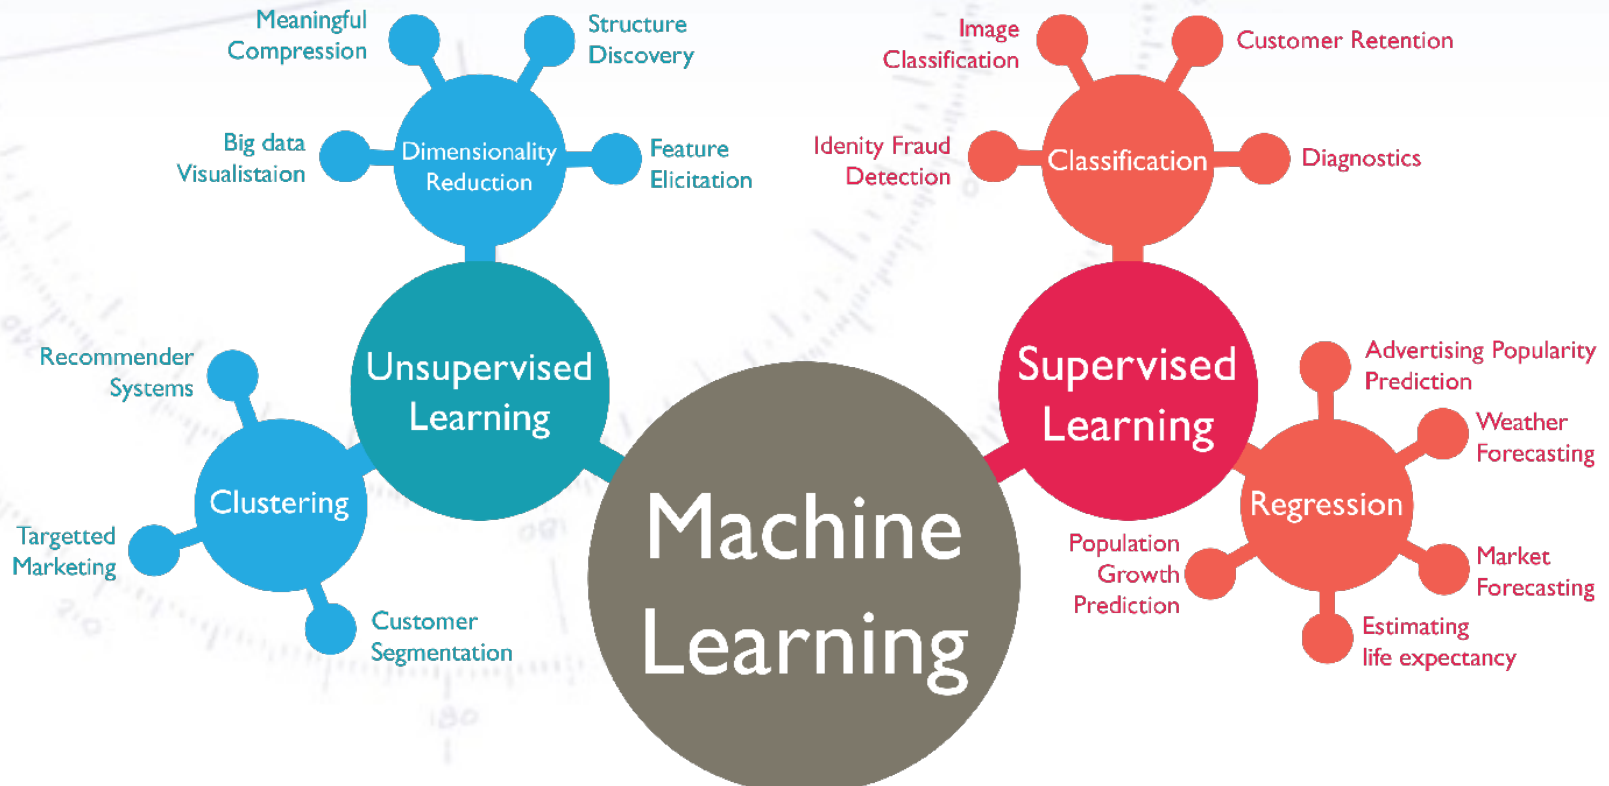 Meaningful
Compression
Structure
Discovery
Big data
Visualistaion
Dimensionality
Reduction
Feature
Elicitation
Image
Classification
Customer Retention
Idenity Fraud
Detection
Classification
Diagnostics
Recommender
Systems
Unsupervised
Learning
Clustering
Targetted
Marketing
Customer
Segmentation
Supervised
Learning
Advertising Popularity
Prediction
Weather
Forecasting
Regression
Population
Growth
Prediction
Market
Forecasting
Estimating
life expectancy
Machine
Learning
180